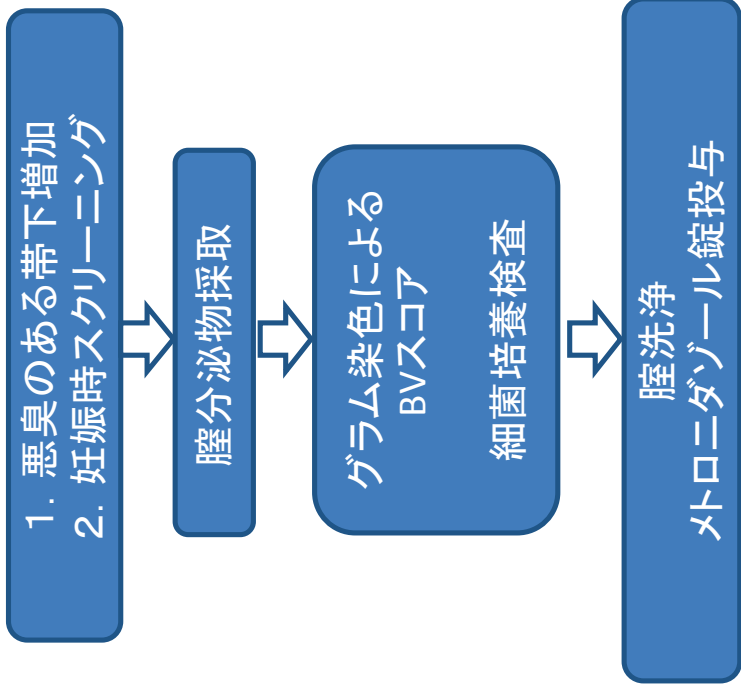 1. 悪臭のある帯下増加
2. 妊娠時スクリーニング
膣分泌物採取
グラム染色による
BVスコア
細菌培養検査
膣洗浄
メトロニダゾール錠投与